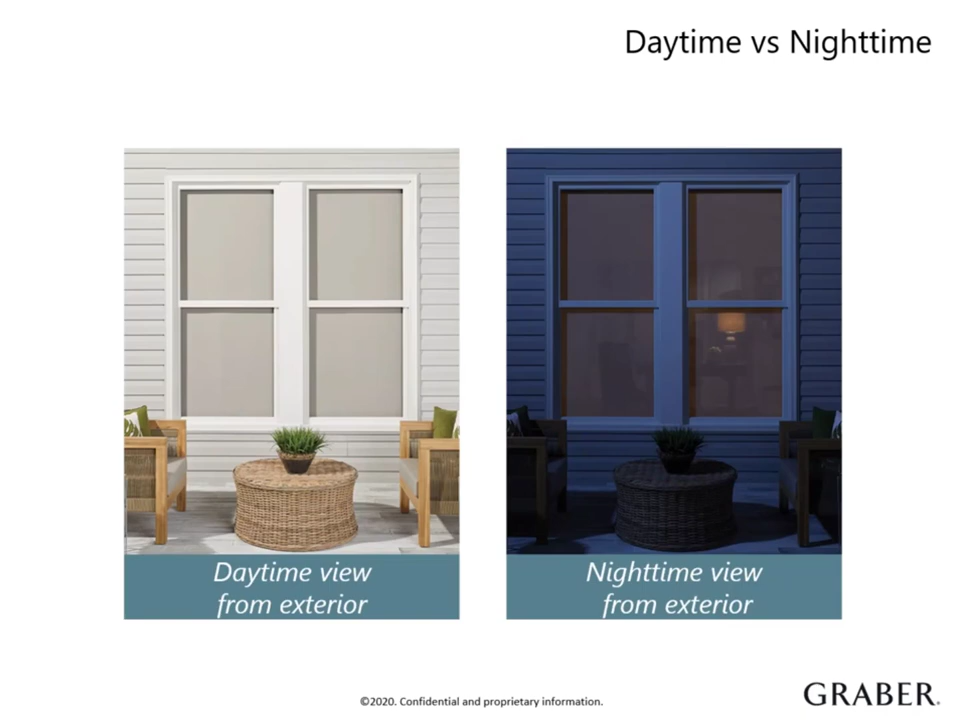 Daytime vs Nighttime
Daytime view
from exterior
Nighttime view
from exterior
©2020. Confidential and proprietary information.
GRABER.